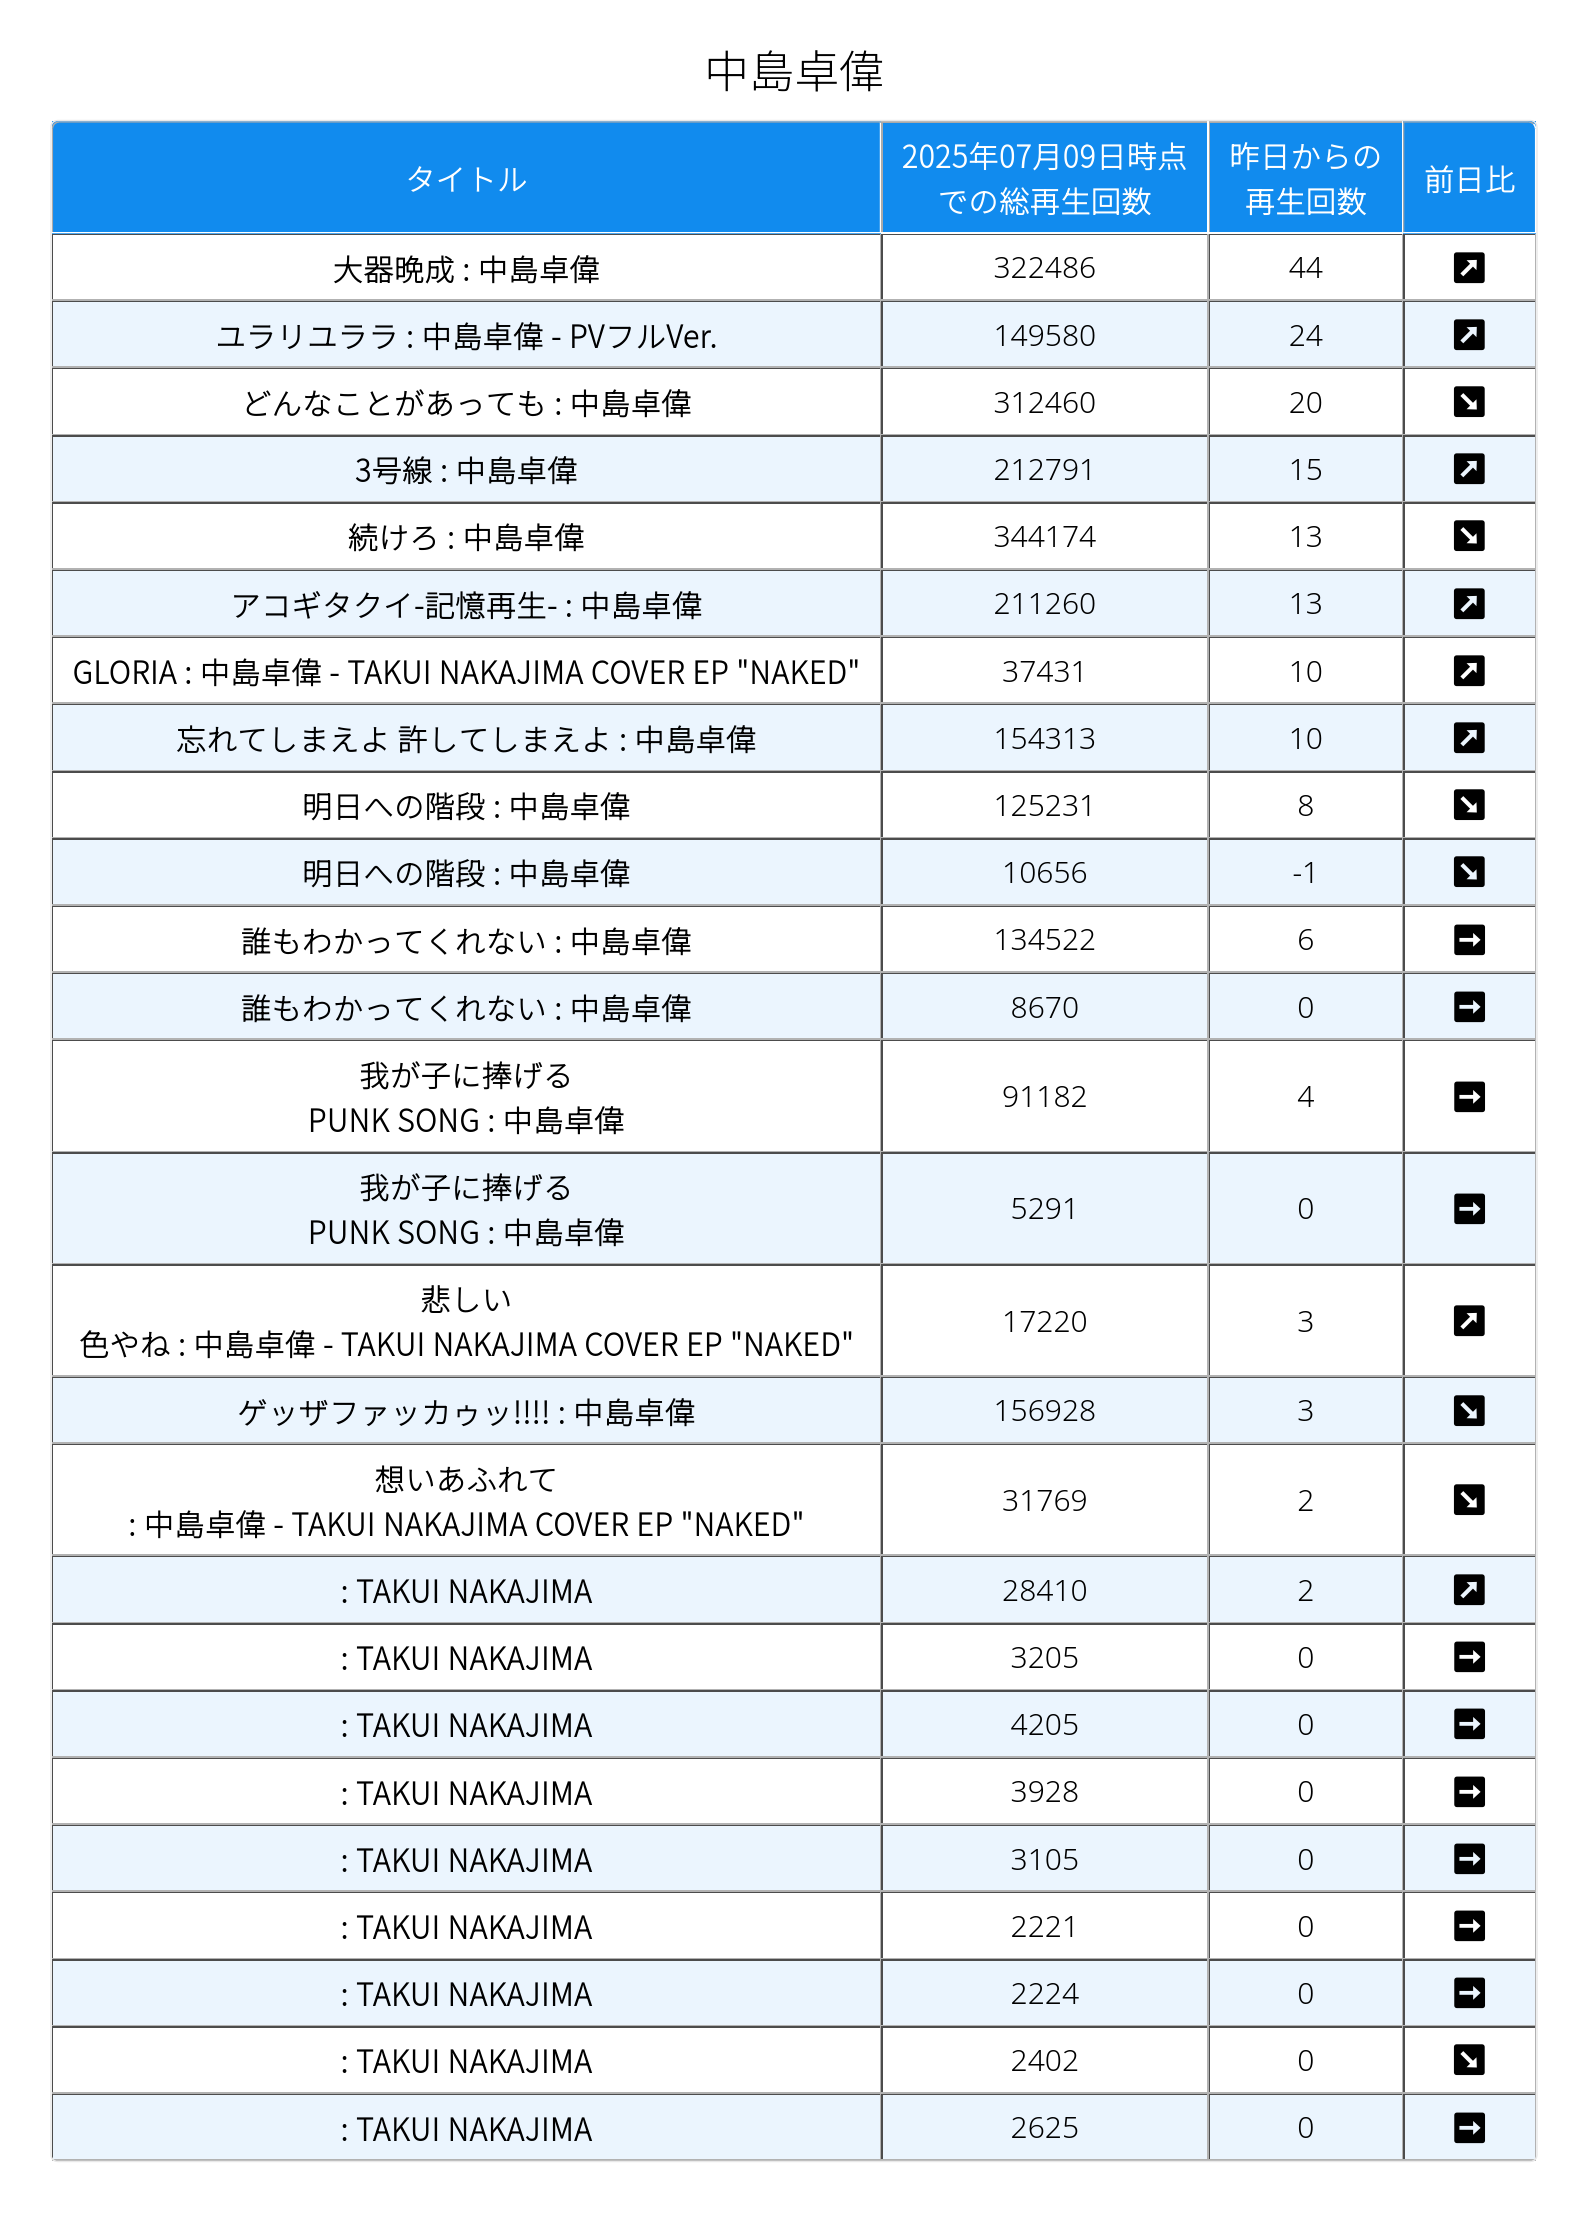 中島卓偉
タイトル
2025年07月09日時点
での総再生回数
昨日からの
再生回数
前日比
大器晩成 : 中島卓偉 322486 44
ユラリユララ : 中島卓偉 - PVフルVer. 149580 24
どんなことがあっても : 中島卓偉 312460 20
3号線 : 中島卓偉 212791 15
続けろ : 中島卓偉 344174 13
アコギタクイ-記憶再生- : 中島卓偉 211260 13
GLORIA : 中島卓偉 - TAKUI NAKAJIMA COVER EP "NAKED" 37431 10
忘れてしまえよ 許してしまえよ : 中島卓偉 154313 10
明日への階段 : 中島卓偉 125231 8
明日への階段 : 中島卓偉 10656 -1
誰もわかってくれない : 中島卓偉 134522 6
誰もわかってくれない : 中島卓偉 8670 0
我が子に捧げる
PUNK SONG : 中島卓偉 91182 4
我が子に捧げる
PUNK SONG : 中島卓偉 5291 0
悲しい
色やね : 中島卓偉 - TAKUI NAKAJIMA COVER EP "NAKED" 17220 3
ゲッザファッカゥッ!!!! : 中島卓偉 156928 3
想いあふれて
: 中島卓偉 - TAKUI NAKAJIMA COVER EP "NAKED" 31769 2
: TAKUI NAKAJIMA 28410 2
: TAKUI NAKAJIMA 3205 0
: TAKUI NAKAJIMA 4205 0
: TAKUI NAKAJIMA 3928 0
: TAKUI NAKAJIMA 3105 0
: TAKUI NAKAJIMA 2221 0
: TAKUI NAKAJIMA 2224 0
: TAKUI NAKAJIMA 2402 0
: TAKUI NAKAJIMA 2625 0